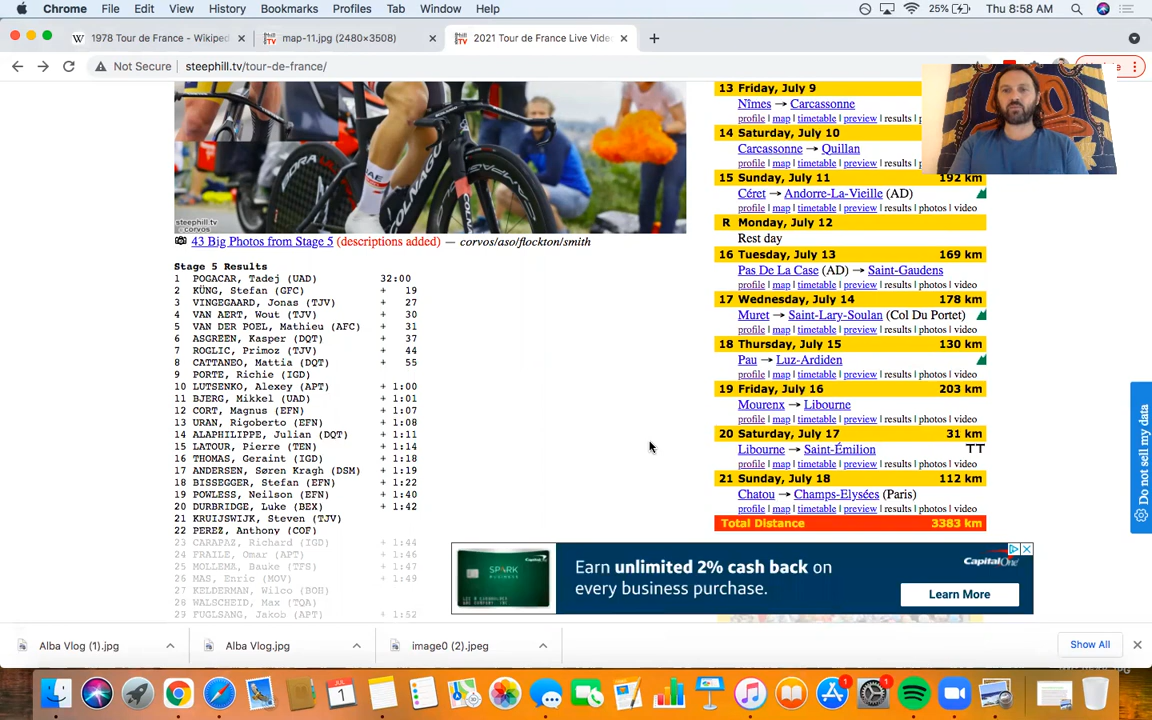 Chrome File Edit View History Bookmarks Profiles Tab Window Help 25% Thu 8:58 AM
W 1978 Tour de France - Wikiped × map-11.jpg (2480×3508) × 2021 Tour de France Live Vide × +
Not Secure | steephill.tv/tour-de-france/
steephill.tv
© corvos
43 Big Photos from Stage 5 (descriptions added) — corvos/aso/flockton/smith
Stage 5 Results
1 POGACAR, Tadej (UAD) 32:00
2 KÜNG, Stefan (GFC) + 19
3 VINGEGAARD, Jonas (TJV) + 27
4 VAN AERT, Wout (TJV) + 30
5 VAN DER POEL, Mathieu (AFC) + 31
6 ASGREEN, Kasper (DQT) + 37
7 ROGLIC, Primoz (TJV) + 44
8 CATTANEO, Mattia (DQT) + 55
9 PORTE, Richie (IGD)
10 LUTSENKO, Alexey (APT) + 1:00
11 BJERG, Mikkel (UAD) + 1:01
12 CORT, Magnus (EFN) + 1:07
13 URAN, Rigoberto (EFN) + 1:08
14 ALAPHILIPPE, Julian (DQT) + 1:11
15 LATOUR, Pierre (TEN) + 1:14
16 THOMAS, Geraint (IGD) + 1:18
17 ANDERSEN, Søren Kragh (DSM) + 1:19
18 BISSEGGER, Stefan (EFN) + 1:22
19 POWLESS, Neilson (EFN) + 1:40
20 DURBRIDGE, Luke (BEX) + 1:42
21 KRUIJSWIJK, Steven (TJV)
22 PEREZ, Anthony (COF)
23 CARAPAZ, Richard (IGD) + 1:44
24 FRAILE, Omar (APT) + 1:46
25 MOLLEMA, Bauke (TFS) + 1:47
26 MAS, Enric (MOV) + 1:49
27 KELDERMAN, Wilco (BOH)
28 WALSCHEID, Max (TQA)
29 FUGLSANG, Jakob (APT) + 1:52
13 Friday, July 9
Nîmes → Carcassonne
profile | map | timetable | preview | results |
14 Saturday, July 10
Carcassonne → Quillan
profile | map | timetable | preview | results |
15 Sunday, July 11 192 km
Céret → Andorre-La-Vieille (AD)
profile | map | timetable | preview | results | photos | video
R Monday, July 12
Rest day
16 Tuesday, July 13 169 km
Pas De La Case (AD) → Saint-Gaudens
profile | map | timetable | preview | results | photos | video
17 Wednesday, July 14 178 km
Muret → Saint-Lary-Soulan (Col Du Portet)
profile | map | timetable | preview | results | photos | video
18 Thursday, July 15 130 km
Pau → Luz-Ardiden
profile | map | timetable | preview | results | photos | video
19 Friday, July 16 203 km
Mourenx → Libourne
profile | map | timetable | preview | results | photos | video
20 Saturday, July 17 31 km
Libourne → Saint-Émilion TT
profile | map | timetable | preview | results | photos | video
21 Sunday, July 18 112 km
Chatou → Champs-Elysées (Paris)
profile | map | timetable | preview | results | photos | video
Total Distance 3383 km
Do not sell my data
SPARK
BUSINESS
Earn unlimited 2% cash back on
every business purchase.
Capital One
Learn More
Alba Vlog (1).jpg Alba Vlog.jpg image0 (2).jpeg Show All